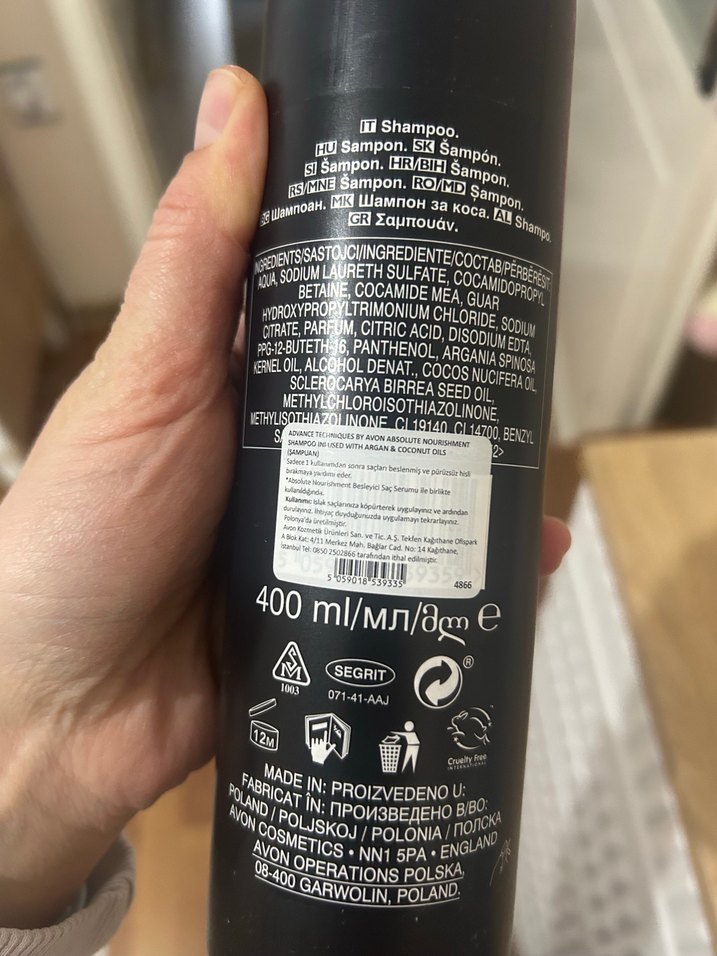 IT Shampoo.
HU Sampon. SK Šampón.
SI Šampon. HR/BIH Šampon.
RS/MNE Šampon. RO/MD Șampon.
Шампоан. MK Шампон за коса. AL Shampo.
GR Σαμπουάν.
INGREDIENTS/SASTOJCI/INGREDIENTE/СОСТАВ/PËRBËRËSIT:
AQUA, SODIUM LAURETH SULFATE, COCAMIDOPROPYL
BETAINE, COCAMIDE MEA, GUAR
HYDROXYPROPYLTRIMONIUM CHLORIDE, SODIUM
CITRATE, PARFUM, CITRIC ACID, DISODIUM EDTA,
PPG-12-BUTETH-16, PANTHENOL, ARGANIA SPINOSA
KERNEL OIL, ALCOHOL DENAT., COCOS NUCIFERA OIL,
SCLEROCARYA BIRREA SEED OIL,
METHYLCHLOROISOTHIAZOLINONE,
METHYLISOTHIAZOLINONE, CI 19140, CI 14700, BENZYL
ADVANCE TECHNIQUES BY AVON ABSOLUTE NOURISHMENT
SHAMPOO INFUSED WITH ARGAN & COCONUT OILS
(ŞAMPUAN)
Sadece 1 kullanımdan sonra saçları beslenmiş ve pürüzsüz hisli
bırakmaya yardımı eder.
*Absolute Nourishment Besleyici Saç Serumu ile birlikte
kullanıldığında.
Kullanımı: Islak saçlarınıza köpürterek uygulayınız ve ardından
durulayınız. İhtiyaç duyduğunuzda uygulamayı tekrarlayınız.
Polonya'da üretilmiştir.
Avon Kozmetik Ürünleri San. ve Tic. A.Ş. Tekfen Kağıthane Ofispark
A Blok Kat: 4/11 Merkez Mah. Bağlar Cad. No: 14 Kağıthane,
İstanbul Tel: 0850 2502866 tarafından ithal edilmiştir.
5 059018 539335 4866
400 ml/мл/მლ e
SM
1003
SEGRIT
071-41-AAJ
®
12M
Cruelty Free
INTERNATIONAL
MADE IN: PROIZVEDENO U:
FABRICAT ÎN: ПРОИЗВЕДЕНО В/ВО:
POLAND / POLJSKOJ / POLONIA / ПОЛСКА
AVON COSMETICS • NN1 5PA • ENGLAND
AVON OPERATIONS POLSKA,
08-400 GARWOLIN, POLAND.